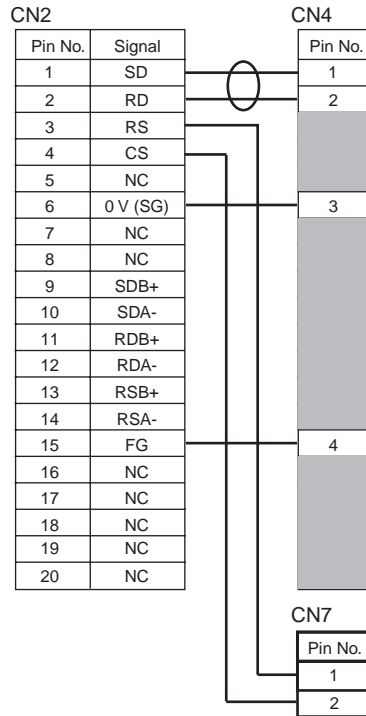 CN2
Pin No. Signal
1 SD
2 RD
3 RS
4 CS
5 NC
6 0 V (SG)
7 NC
8 NC
9 SDB+
10 SDA-
11 RDB+
12 RDA-
13 RSB+
14 RSA-
15 FG
16 NC
17 NC
18 NC
19 NC
20 NC
CN4
Pin No.
1
2
3
4
CN7
Pin No.
1
2